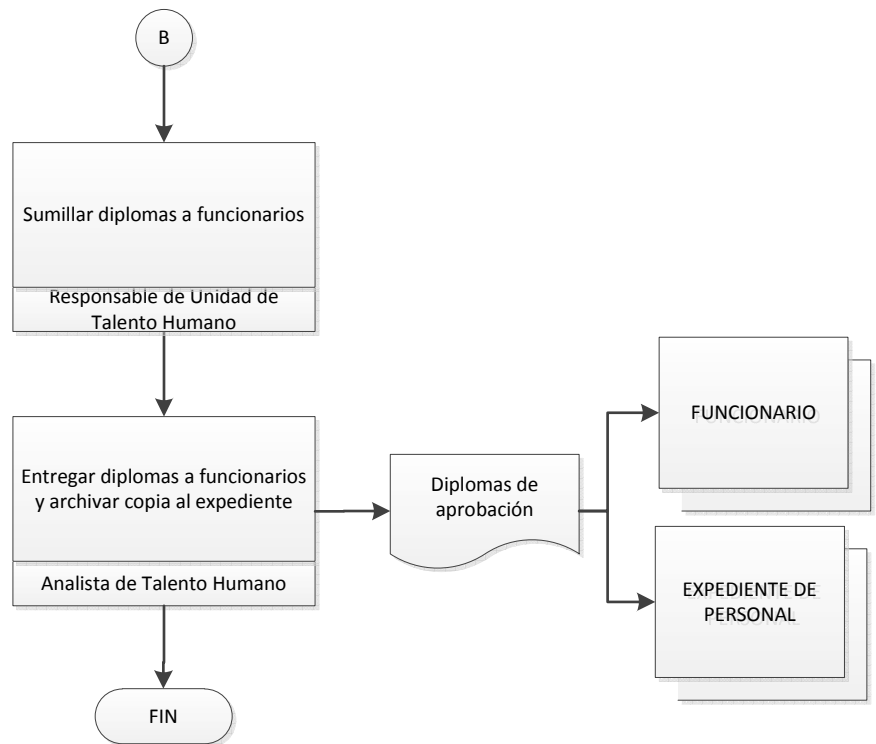 B
Sumillar diplomas a funcionarios
Responsable de Unidad de
Talento Humano
Entregar diplomas a funcionarios
y archivar copia al expediente
Analista de Talento Humano
Diplomas de
aprobación
FUNCIONARIO
EXPEDIENTE DE
PERSONAL
FIN